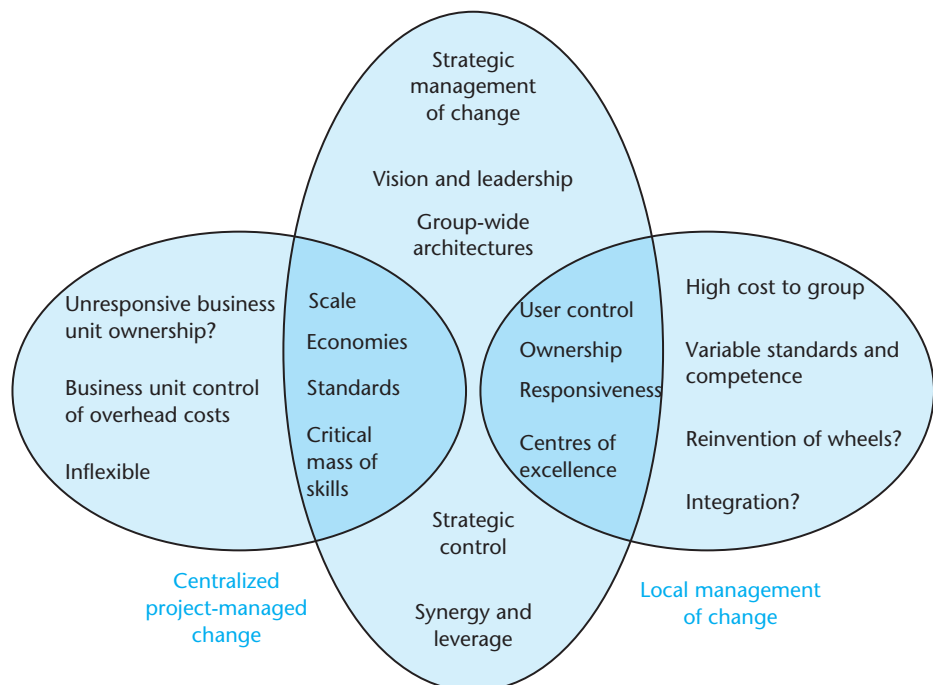 Strategic
management
of change
Vision and leadership
Group-wide
architectures
Unresponsive business
unit ownership?
Business unit control
of overhead costs
Inflexible
Scale
Economies
Standards
Critical
mass of
skills
User control
Ownership
Responsiveness
Centres of
excellence
High cost to group
Variable standards and
competence
Reinvention of wheels?
Integration?
Strategic
control
Synergy and
leverage
Centralized
project-managed
change
Local management
of change